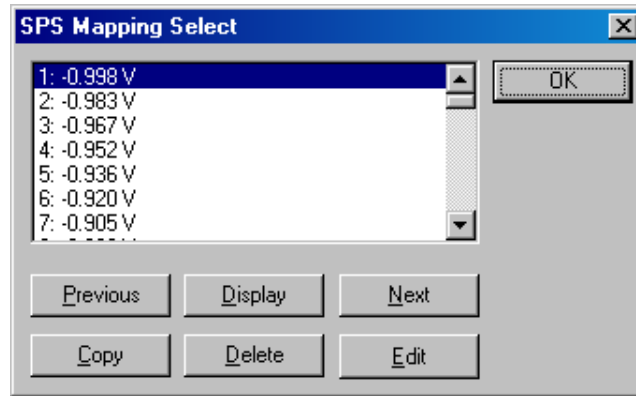 SPS Mapping Select
1: -0.998 V
2: -0.983 V
3: -0.967 V
4: -0.952 V
5: -0.936 V
6: -0.920 V
7: -0.905 V
OK
Previous Display Next
Copy Delete Edit